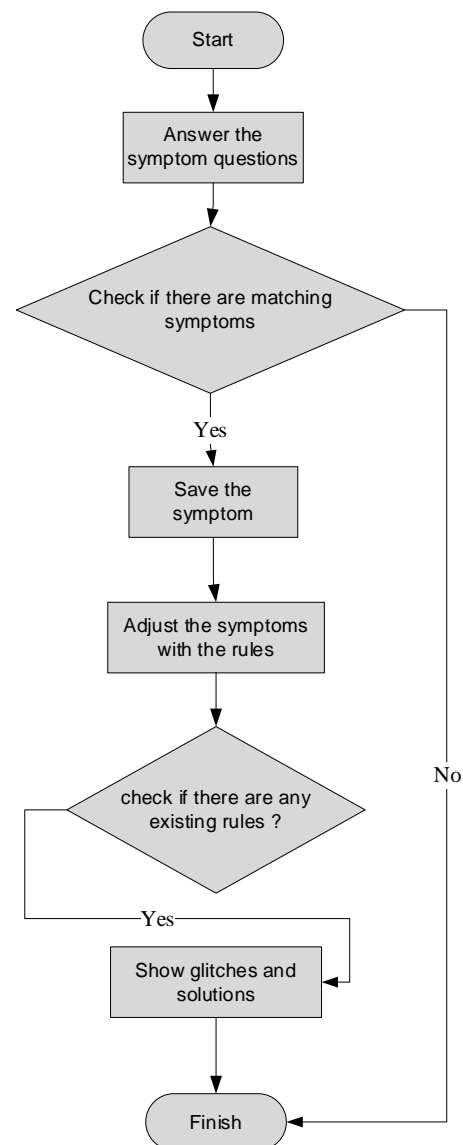 Start
Answer the
symptom questions
Check if there are matching
symptoms
Yes
Save the
symptom
Adjust the symptoms
with the rules
No
check if there are any
existing rules ?
Yes
Show glitches and
solutions
Finish